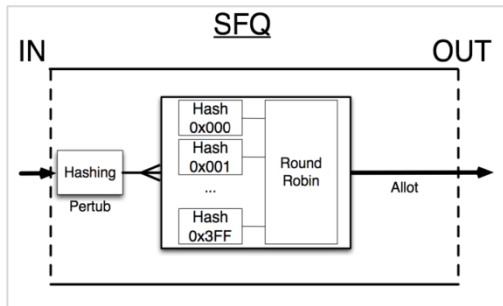 SFQ
IN
OUT
Hashing
Pertub
Hash
0x000
Hash
0x001
...
Hash
0x3FF
Round
Robin
Allot